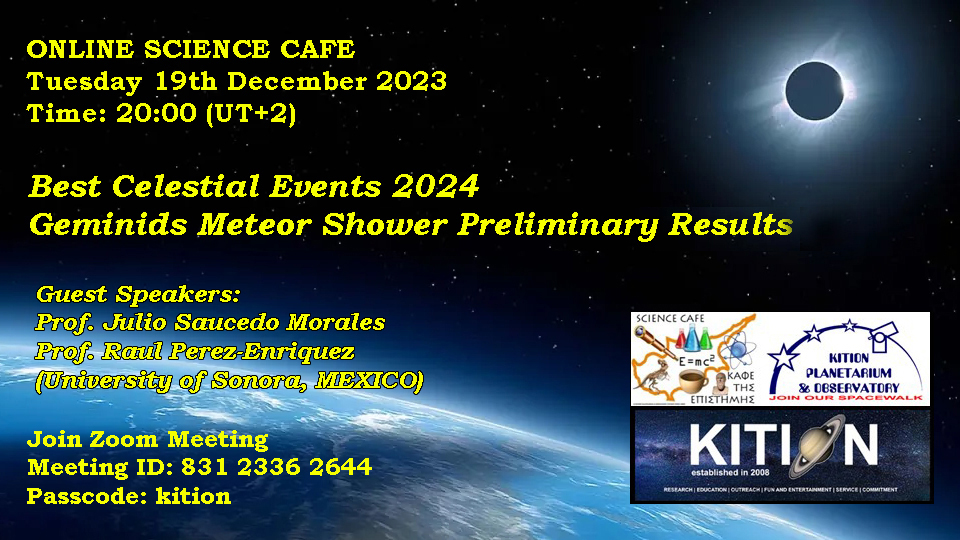 ONLINE SCIENCE CAFE
Tuesday 19th December 2023
Time: 20:00 (UT+2)
Best Celestial Events 2024
Geminids Meteor Shower Preliminary Results
Guest Speakers:
Prof. Julio Saucedo Morales
Prof. Raul Perez-Enriquez
(University of Sonora, MEXICO)
Join Zoom Meeting
Meeting ID: 831 2336 2644
Passcode: kition
SCIENCE CAFE
E=mc²
ΚΑΦΕ
ΤΗΣ
ΕΠΙΣΤΗΜΗΣ
KITION
PLANETARIUM
& OBSERVATORY
JOIN OUR SPACEWALK
KITION
established in 2008
RESEARCH | EDUCATION | OUTREACH | FUN AND ENTERTAINMENT | SERVICE | COMMITMENT